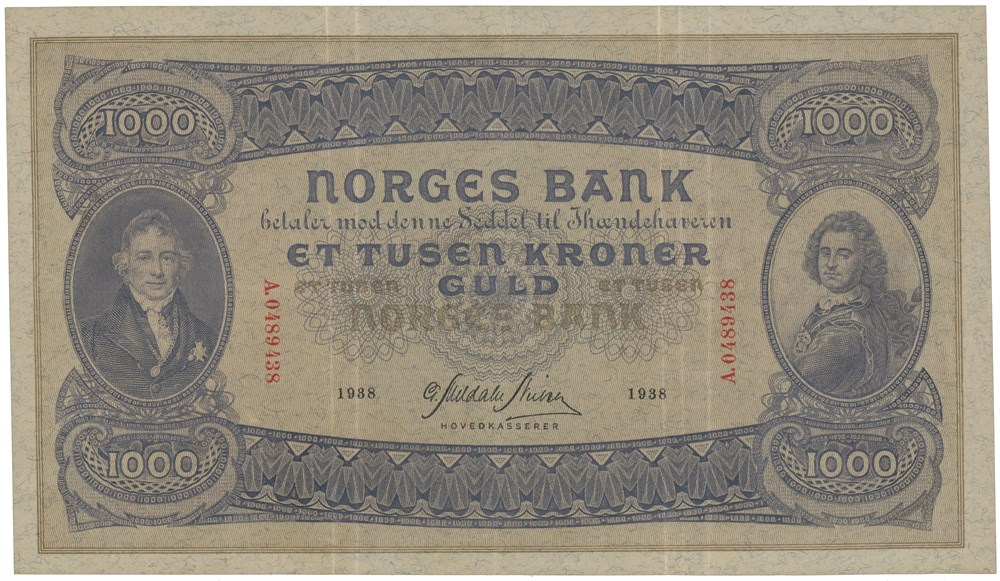 1000 1000
NORGES BANK
betaler mod denne Seddel til Ihændehaveren
ET TUSEN KRONER
GULD
ET TUSEN ET TUSEN
NORGES BANK
A.0489438 A.0489438
1938 1938
HOVEDKASSERER
1000 1000